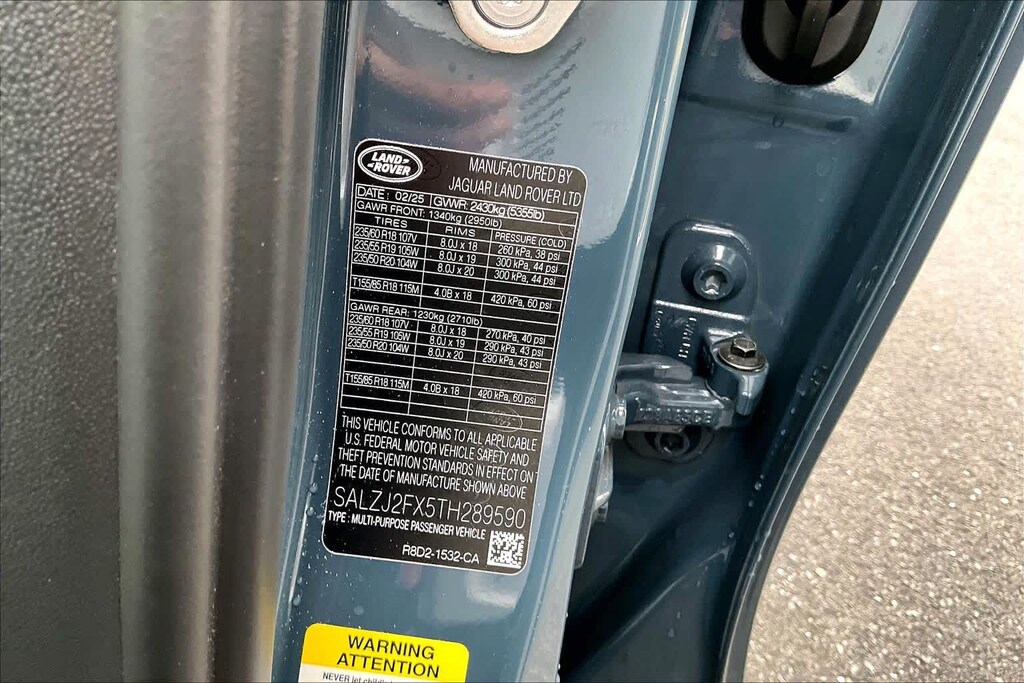 LAND ROVER
MANUFACTURED BY
JAGUAR LAND ROVER LTD
DATE: 02/25 GVWR: 2430kg (5355lb)
GAWR FRONT: 1340kg (2950lb)
TIRES RIMS PRESSURE (COLD)
235/60 R18 107V 8.0J x 18 260 kPa, 38 psi
235/55 R19 105W 8.0J x 19 300 kPa, 44 psi
235/50 R20 104W 8.0J x 20 300 kPa, 44 psi
T155/85 R18 115M 4.0B x 18 420 kPa, 60 psi
GAWR REAR: 1230kg (2710lb)
235/60 R18 107V 8.0J x 18 270 kPa, 40 psi
235/55 R19 105W 8.0J x 19 290 kPa, 43 psi
235/50 R20 104W 8.0J x 20 290 kPa, 43 psi
T155/85 R18 115M 4.0B x 18 420 kPa, 60 psi
THIS VEHICLE CONFORMS TO ALL APPLICABLE
U.S. FEDERAL MOTOR VEHICLE SAFETY AND
THEFT PREVENTION STANDARDS IN EFFECT ON
THE DATE OF MANUFACTURE SHOWN ABOVE
SALZJ2FX5TH289590
TYPE : MULTI-PURPOSE PASSENGER VEHICLE
R8D2-1532-CA
WARNING
ATTENTION
NEVER let